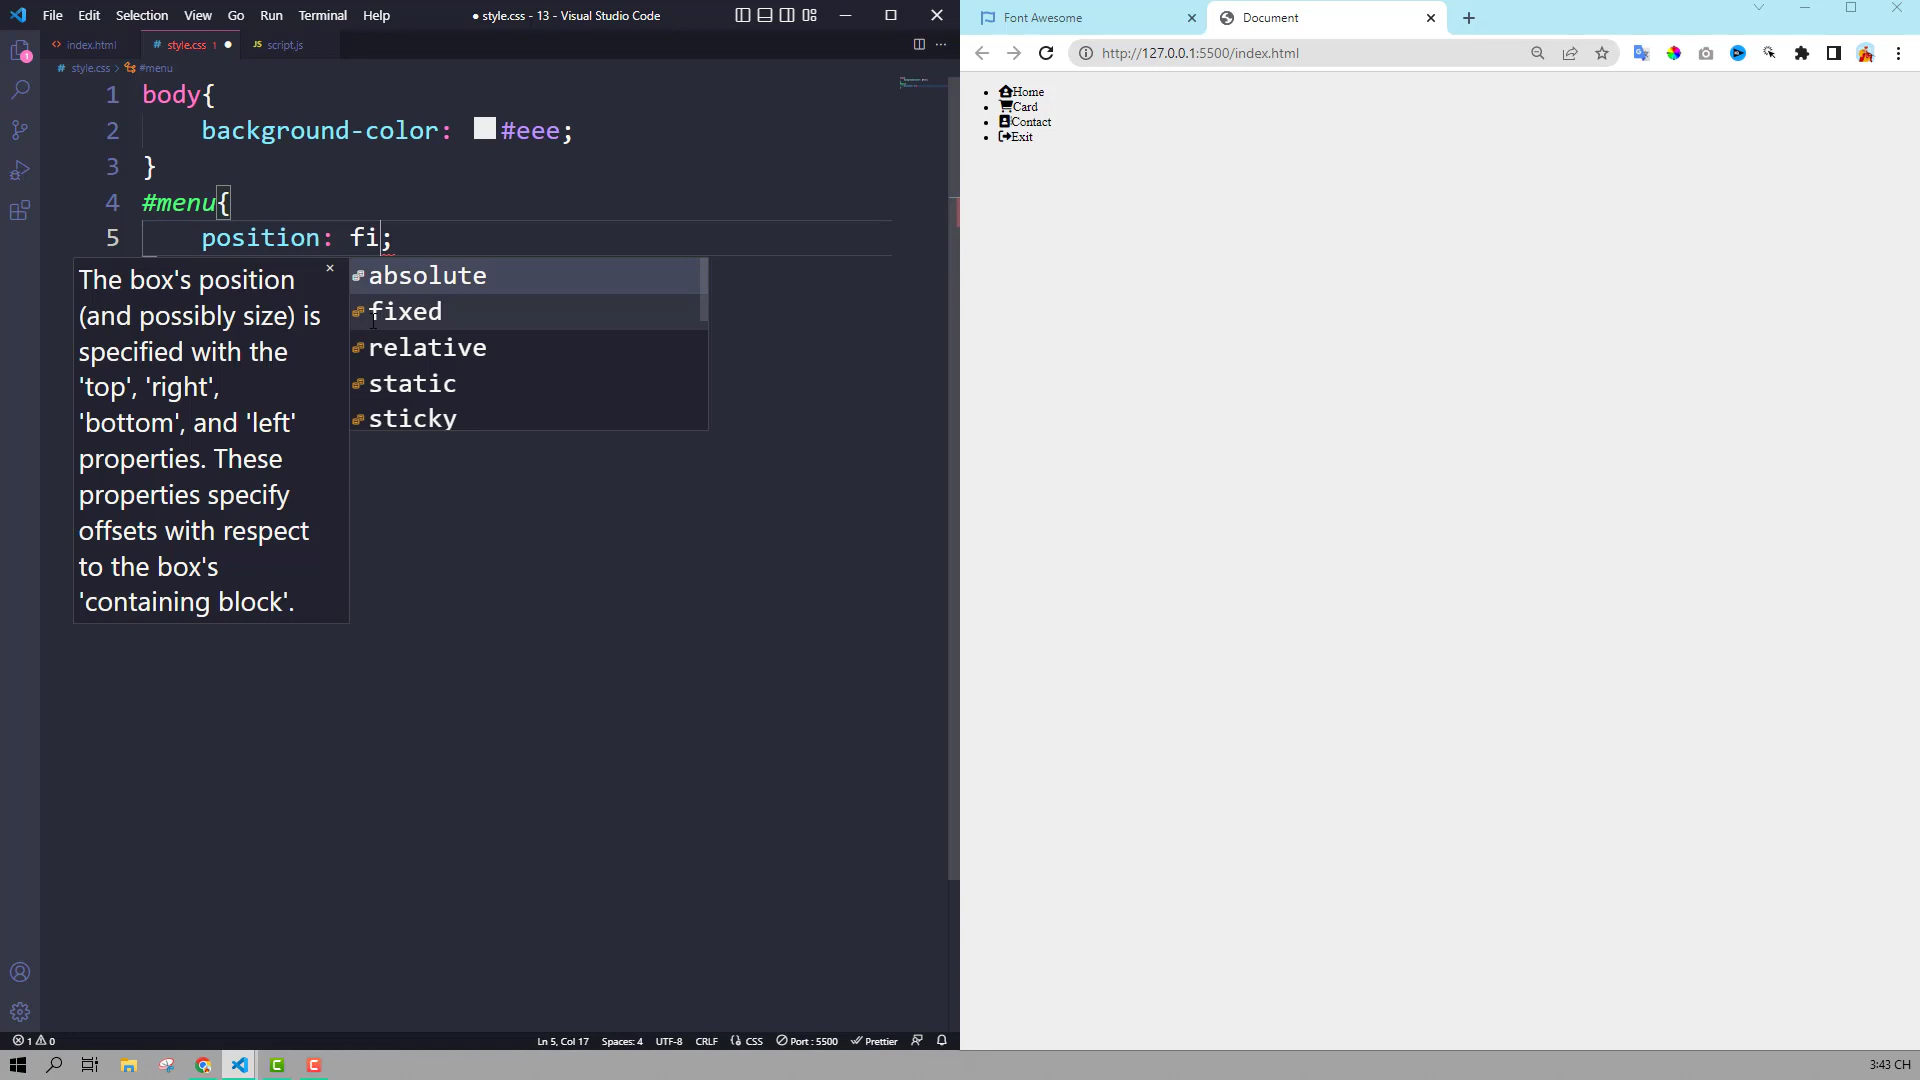 File Edit Selection View Go Run Terminal Help
● style.css - 13 - Visual Studio Code
Font Awesome
Document
<> index.html
# style.css 1 ●
JS script.js
http://127.0.0.1:5500/index.html
# style.css > #menu
1 body{
2 background-color: #eee;
3 }
4 #menu{
5 position: fi;
The box's position
(and possibly size) is
specified with the
'top', 'right',
'bottom', and 'left'
properties. These
properties specify
offsets with respect
to the box's
'containing block'.
absolute
fixed
relative
static
sticky
Home
Card
Contact
Exit
1 0
Ln 5, Col 17 Spaces: 4 UTF-8 CRLF {} CSS Port : 5500 Prettier
3:43 CH